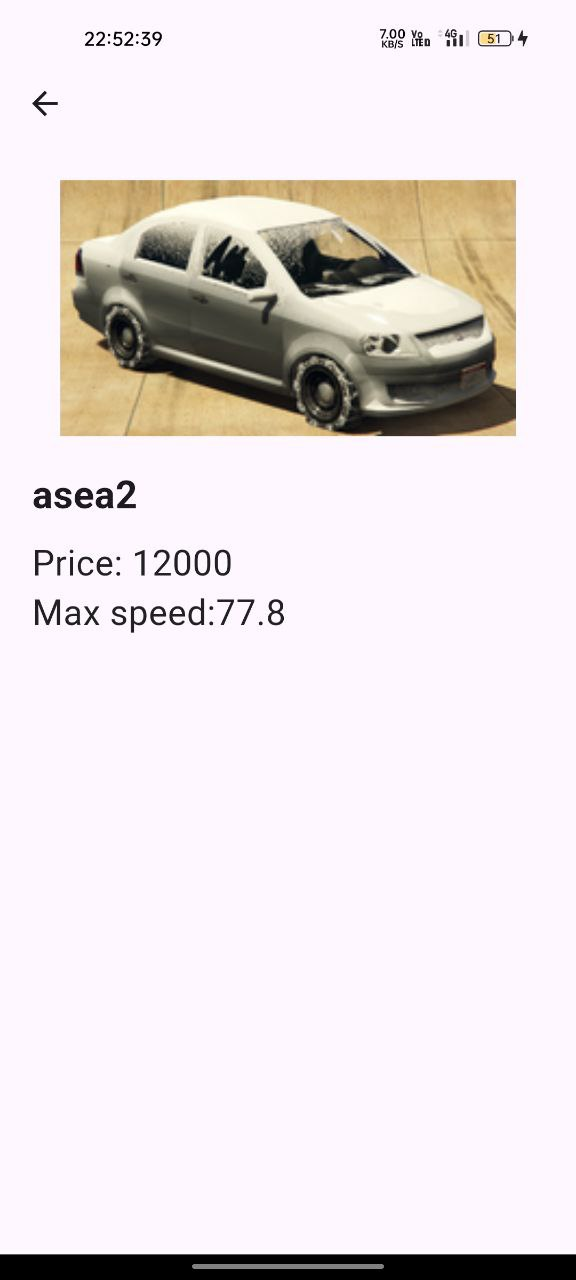 22:52:39
7.00 KB/S Vo LTE D 4G 51
asea2
Price: 12000
Max speed:77.8